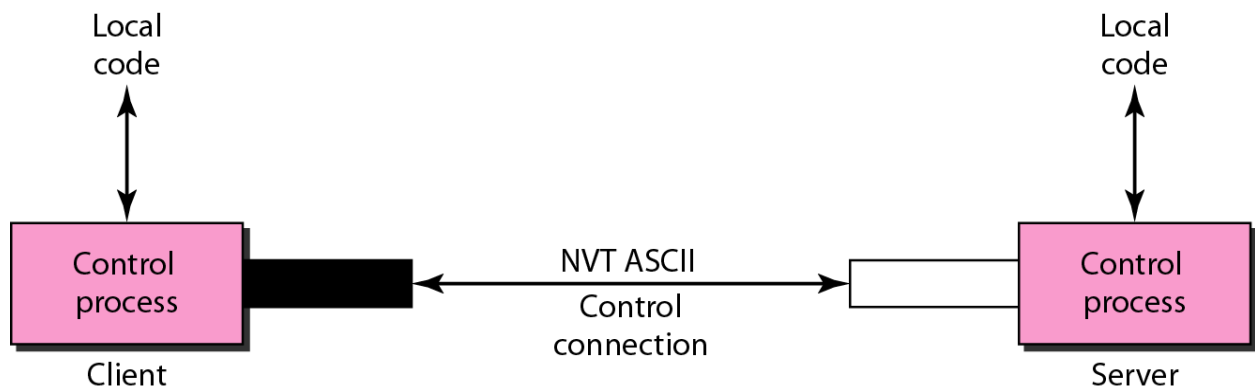 Local
code
Local
code
Control
process
NVT ASCII
Control
connection
Control
process
Client
Server